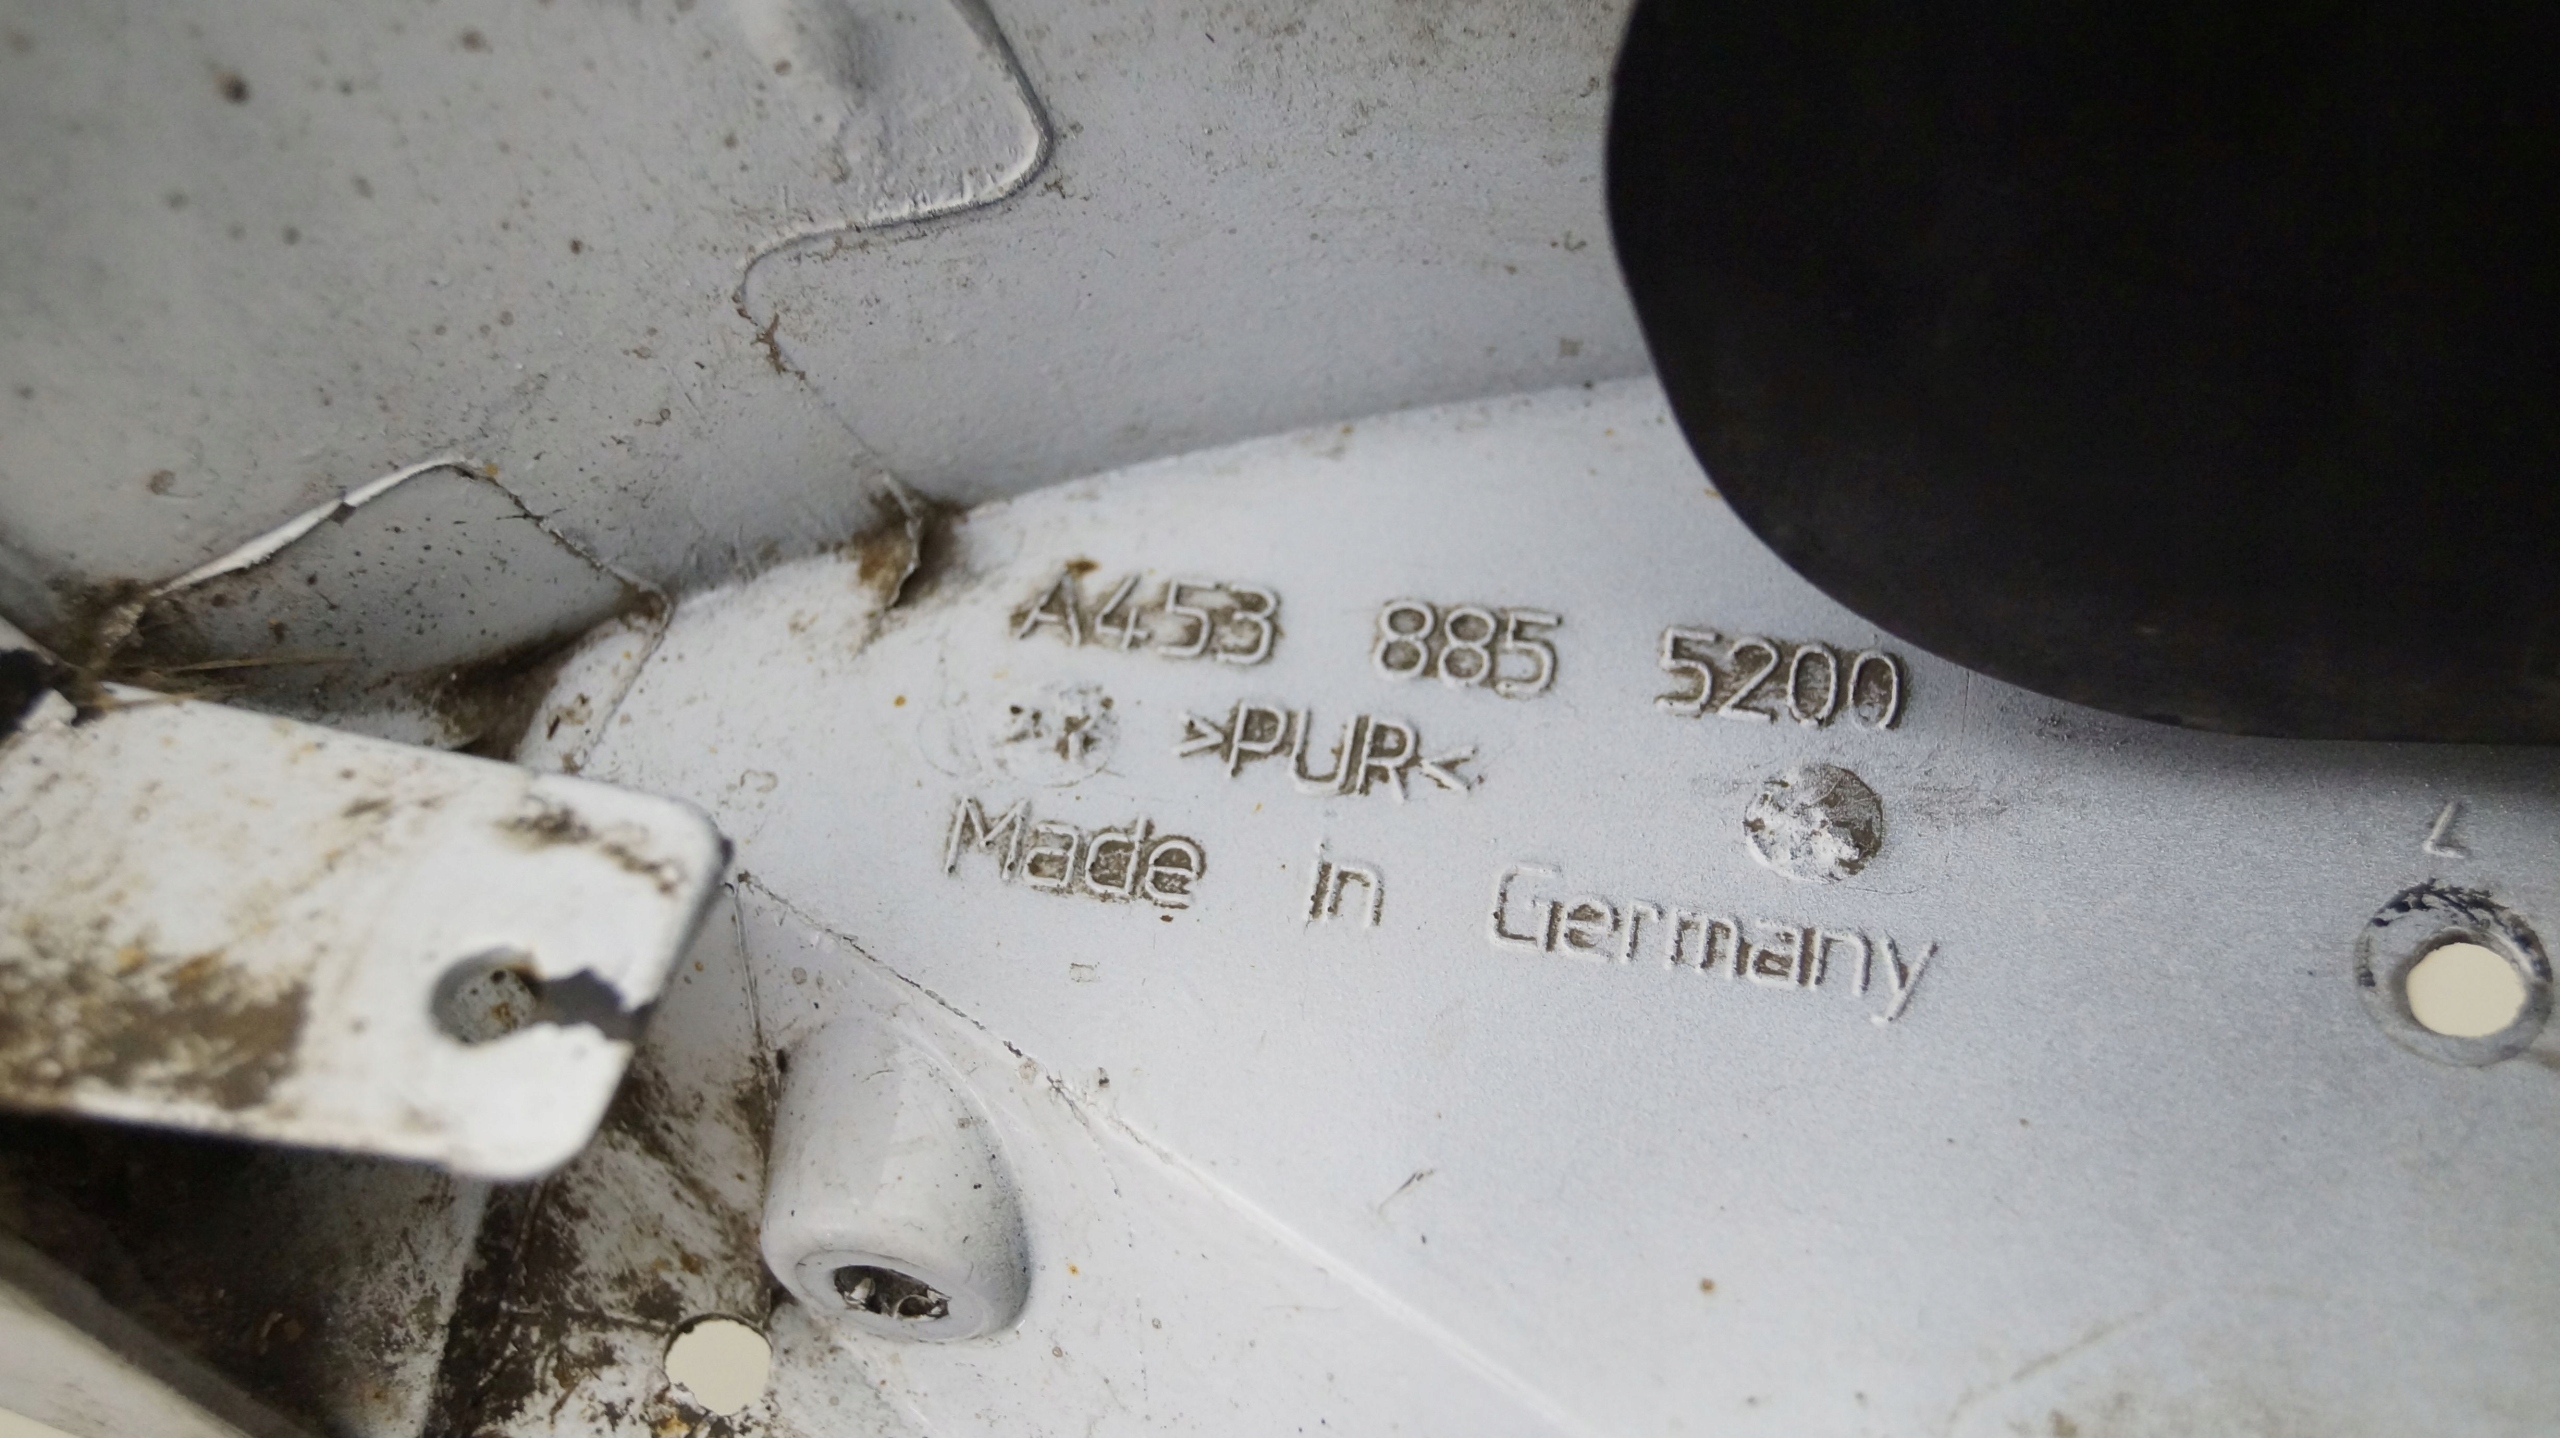 A453 885 5200
>PUR<
Made in Germany
L